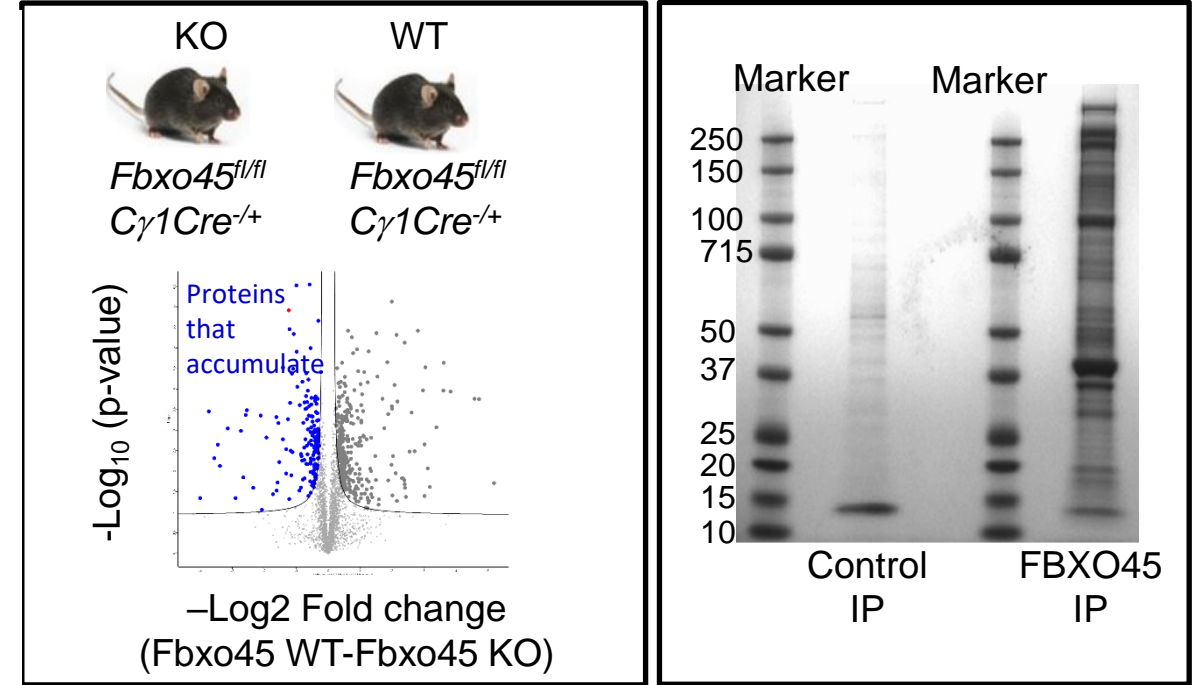 KO
WT
Fbxo45fl/fl
Cγ1Cre-/+
Fbxo45fl/fl
Cγ1Cre-/+
Proteins
that
accumulate
-Log10 (p-value)
–Log2 Fold change
(Fbxo45 WT-Fbxo45 KO)
Marker
Marker
250
150
100
715
50
37
25
20
15
10
Control
IP
FBXO45
IP